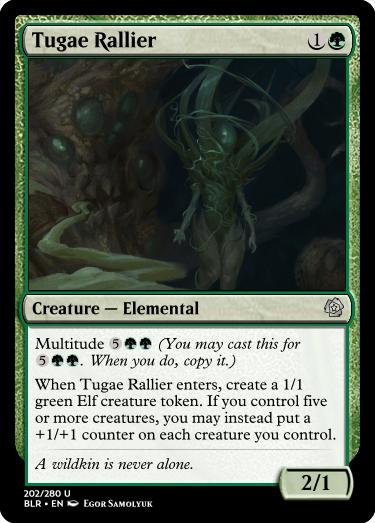 Tugae Rallier 1
Creature — Elemental
Multitude 5 (You may cast this for
5. When you do, copy it.)
When Tugae Rallier enters, create a 1/1
green Elf creature token. If you control five
or more creatures, you may instead put a
+1/+1 counter on each creature you control.
A wildkin is never alone.
2/1
202/280 U
BLR • EN Egor Samolyuk